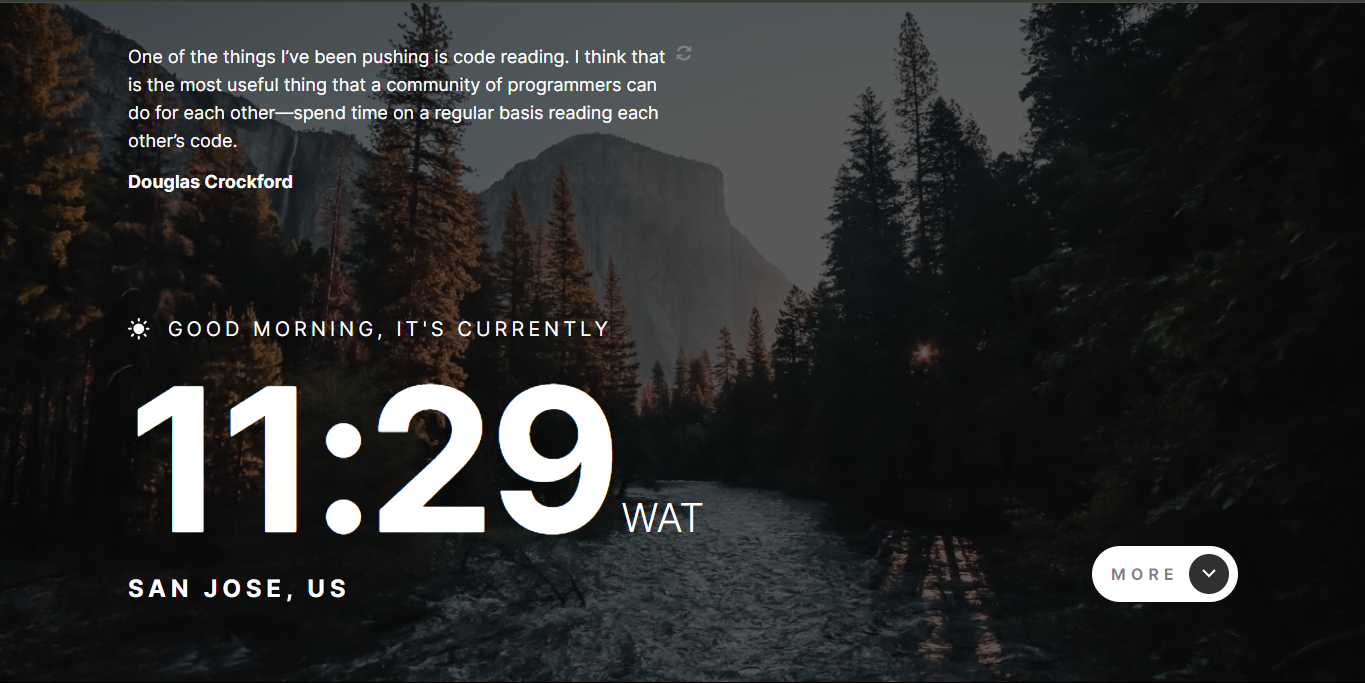 One of the things I’ve been pushing is code reading. I think that
is the most useful thing that a community of programmers can
do for each other—spend time on a regular basis reading each
other’s code.
Douglas Crockford
GOOD MORNING, IT'S CURRENTLY
11:29 WAT
SAN JOSE, US
MORE